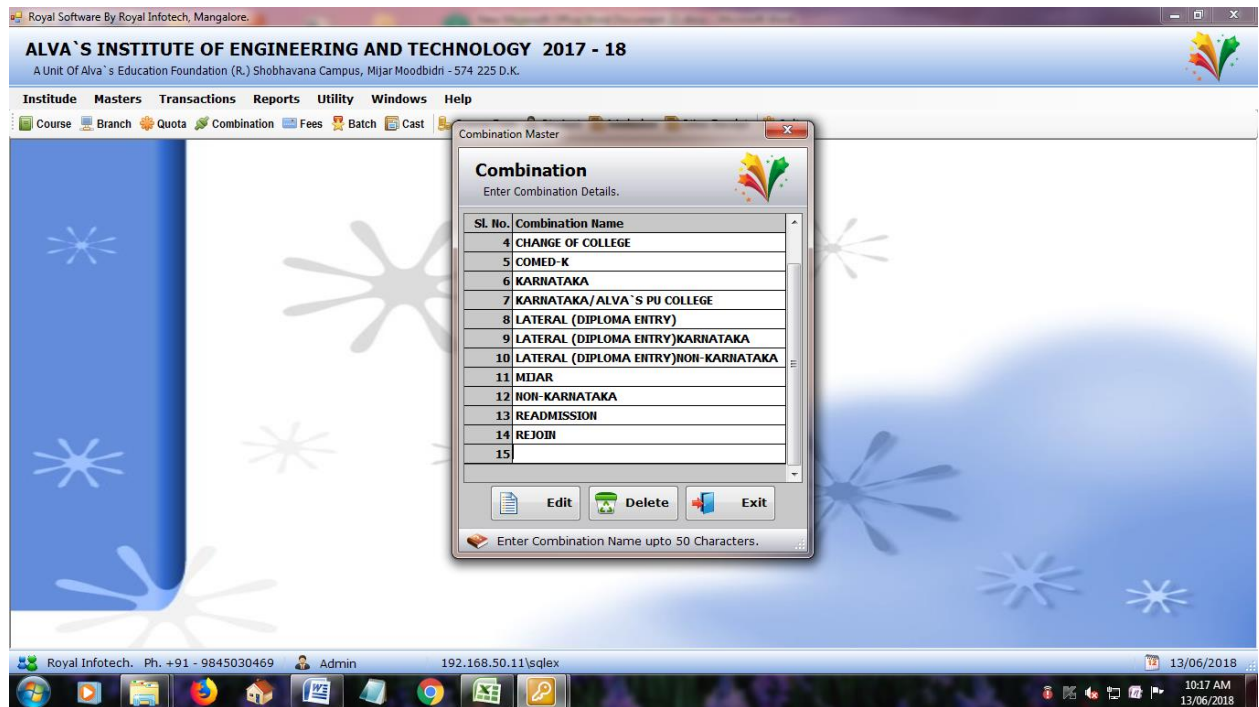 Royal Software By Royal Infotech, Mangalore.
ALVA`S INSTITUTE OF ENGINEERING AND TECHNOLOGY 2017 - 18
A Unit Of Alva`s Education Foundation (R.) Shobhavana Campus, Mijar Moodbidri - 574 225 D.K.
Institude Masters Transactions Reports Utility Windows Help
Course Branch Quota Combination Fees Batch Cast
Combination Master
Combination
Enter Combination Details.
Sl. No. Combination Name
4 CHANGE OF COLLEGE
5 COMED-K
6 KARNATAKA
7 KARNATAKA/ALVA`S PU COLLEGE
8 LATERAL (DIPLOMA ENTRY)
9 LATERAL (DIPLOMA ENTRY)KARNATAKA
10 LATERAL (DIPLOMA ENTRY)NON-KARNATAKA
11 MIJAR
12 NON-KARNATAKA
13 READMISSION
14 REJOIN
15
Edit Delete Exit
Enter Combination Name upto 50 Characters.
Royal Infotech. Ph. +91 - 9845030469 Admin 192.168.50.11\sqlex 13/06/2018
10:17 AM
13/06/2018